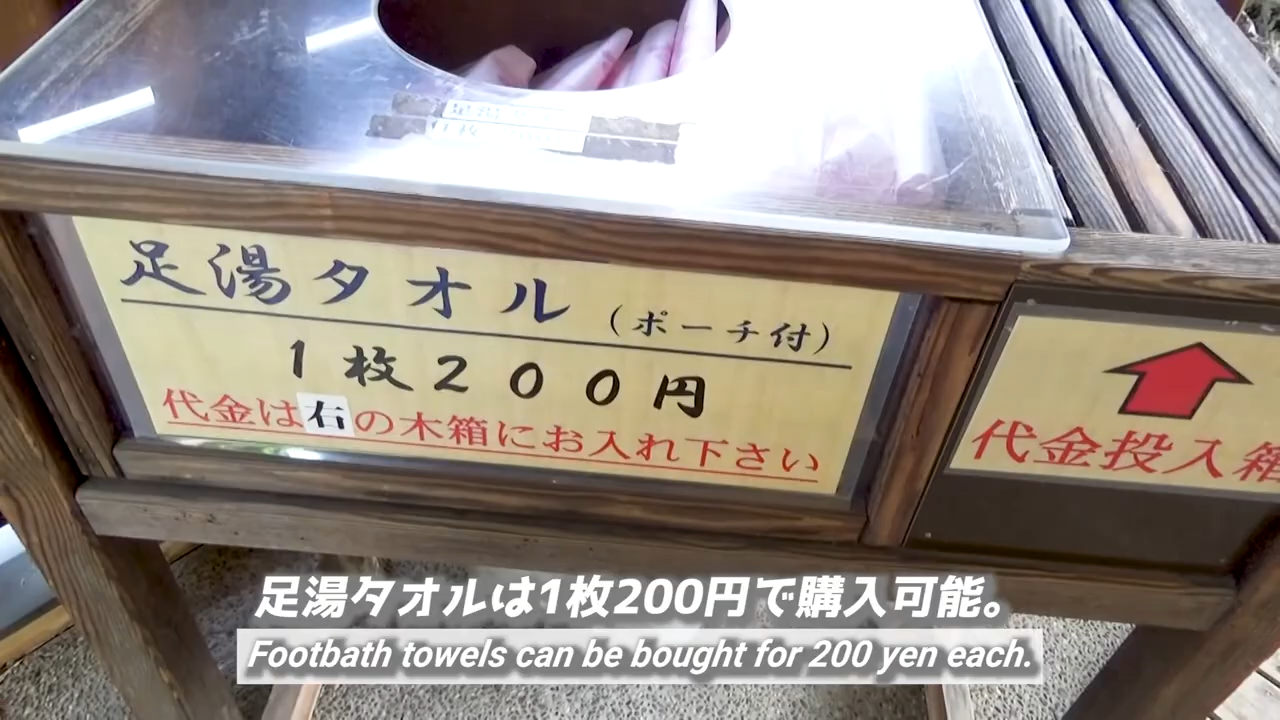 足湯タオル (ポーチ付)
1枚200円
代金は右の木箱にお入れ下さい
代金投入箱
足湯タオルは1枚200円で購入可能。
Footbath towels can be bought for 200 yen each.